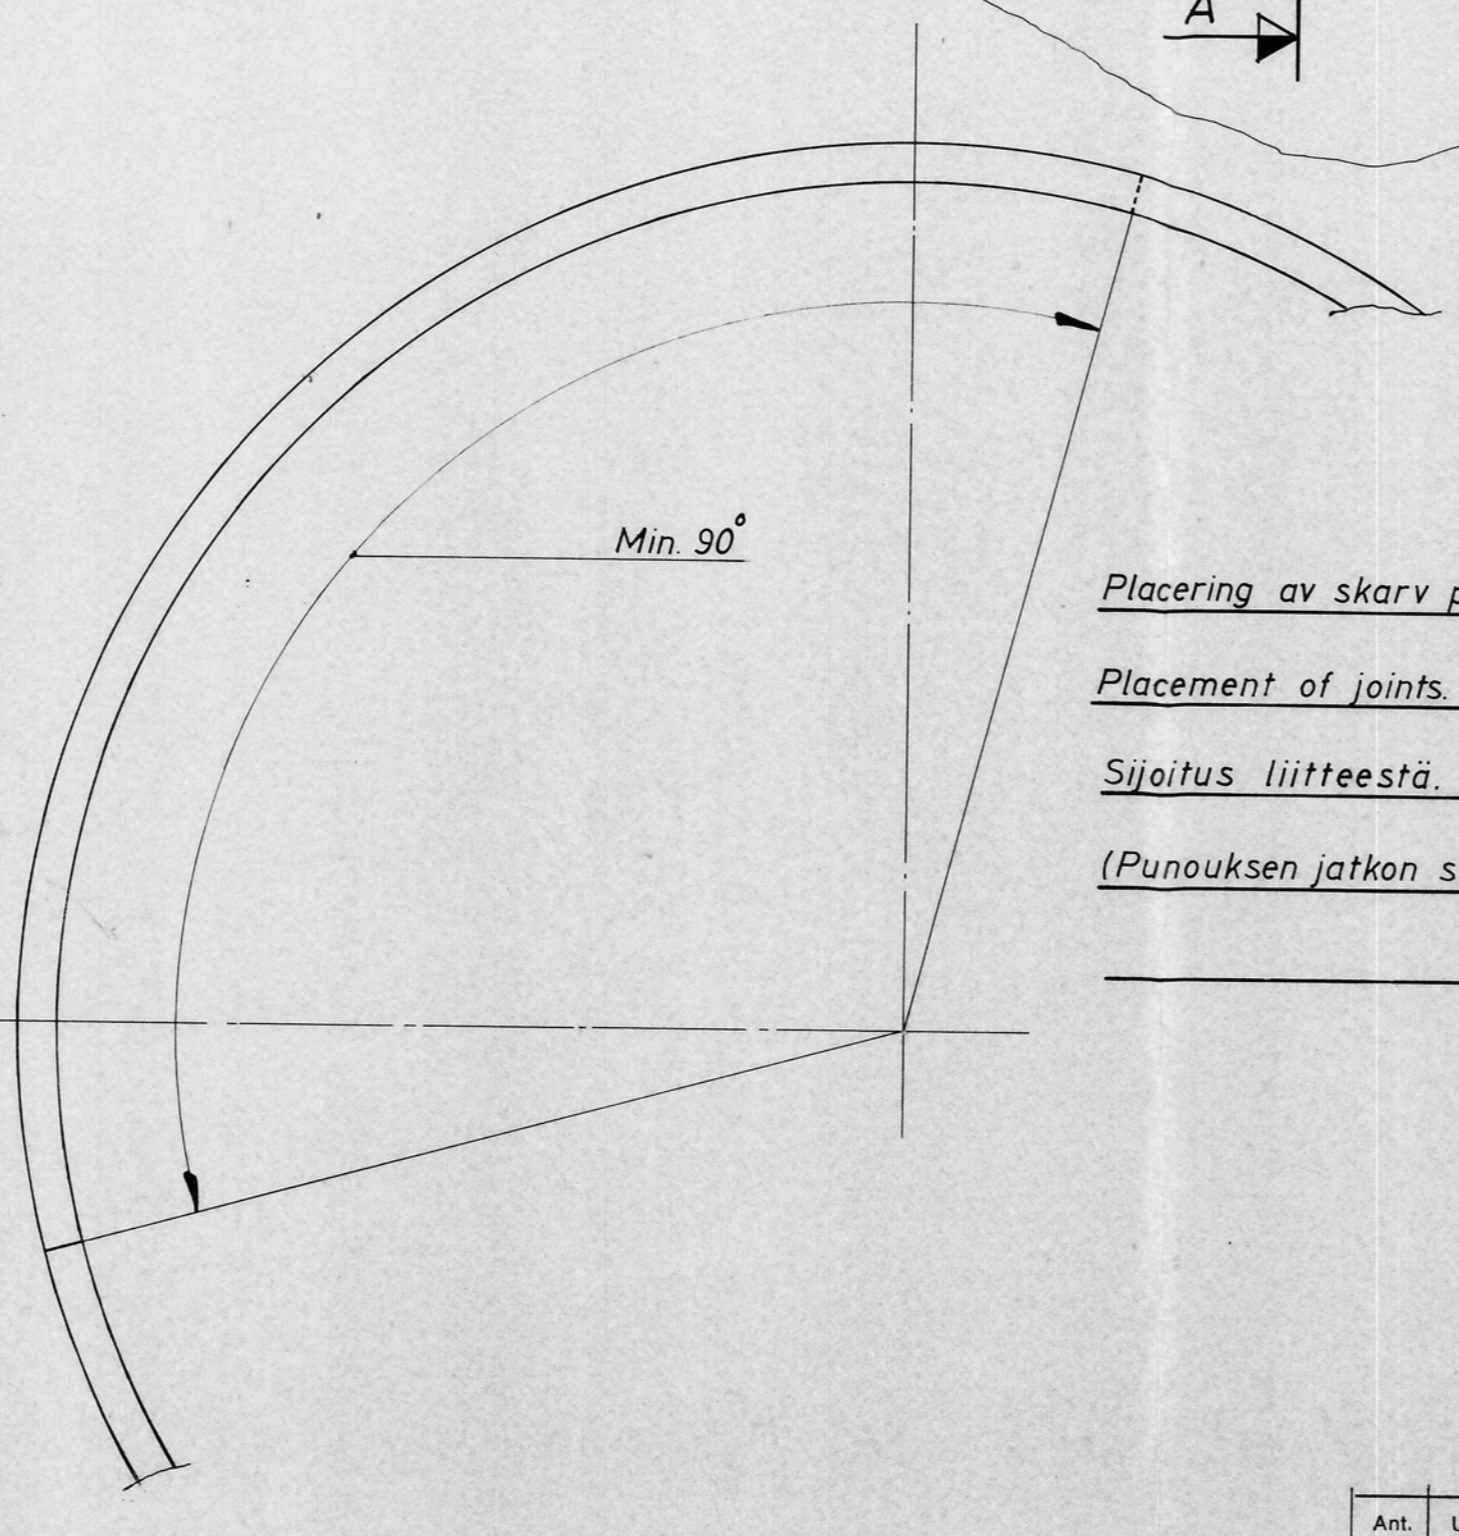 A
Min. 90°
Placering av skarv
Placement of joints.
Sijoitus liitteestä.
(Punouksen jatkon
Ant.